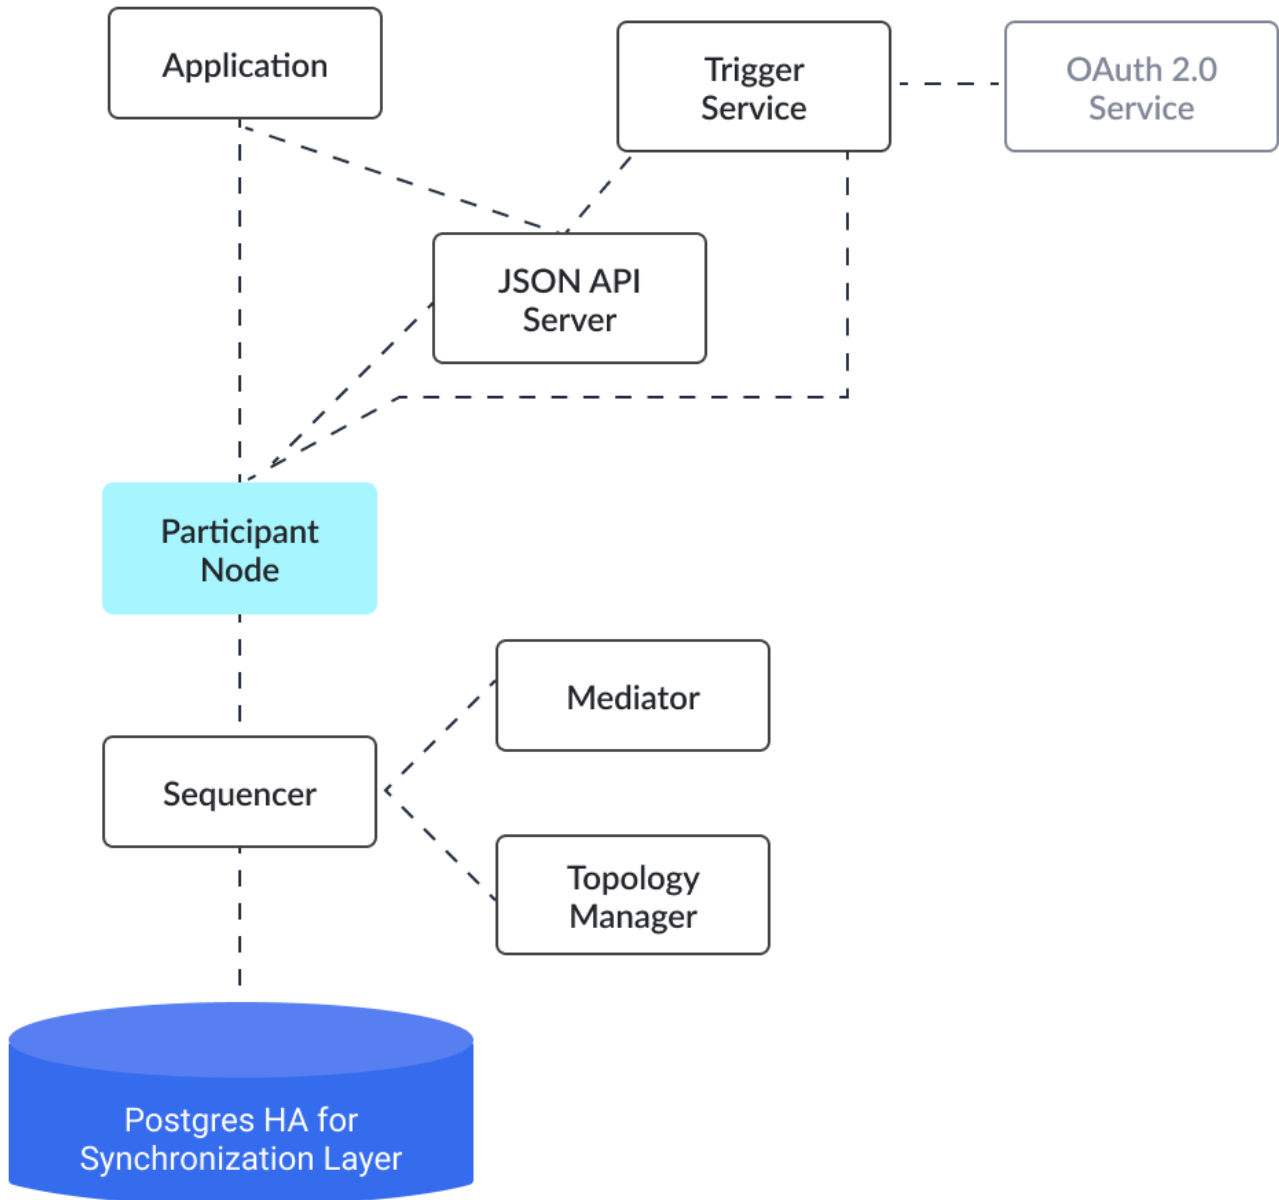 Application
Trigger
Service
OAuth 2.0
Service
JSON API
Server
Participant
Node
Mediator
Sequencer
Topology
Manager
Postgres HA for
Synchronization Layer